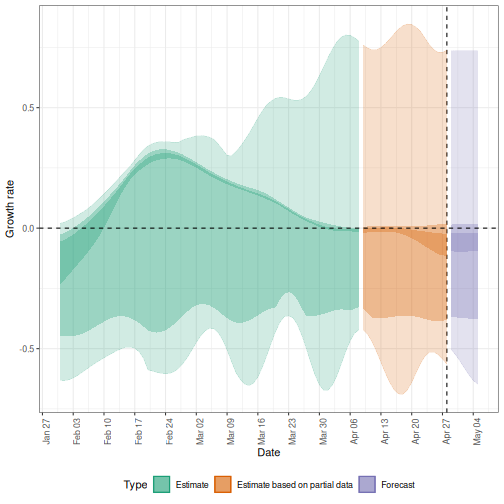 Growth rate
0.5
0.0
-0.5
Jan 27
Feb 03
Feb 10
Feb 17
Feb 24
Mar 02
Mar 09
Mar 16
Mar 23
Mar 30
Apr 06
Apr 13
Apr 20
Apr 27
May 04
Date
Type Estimate Estimate based on partial data Forecast